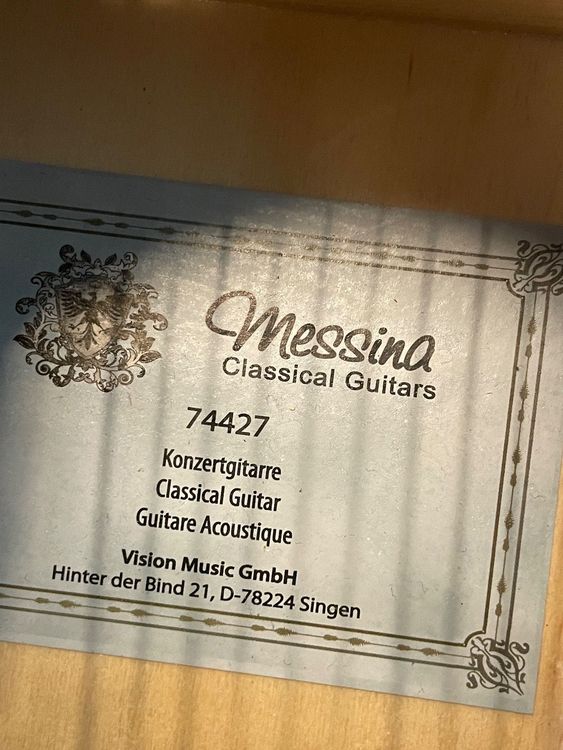 Messina
Classical Guitars
74427
Konzertgitarre
Classical Guitar
Guitare Acoustique
Vision Music GmbH
Hinter der Bind 21, D-78224 Singen